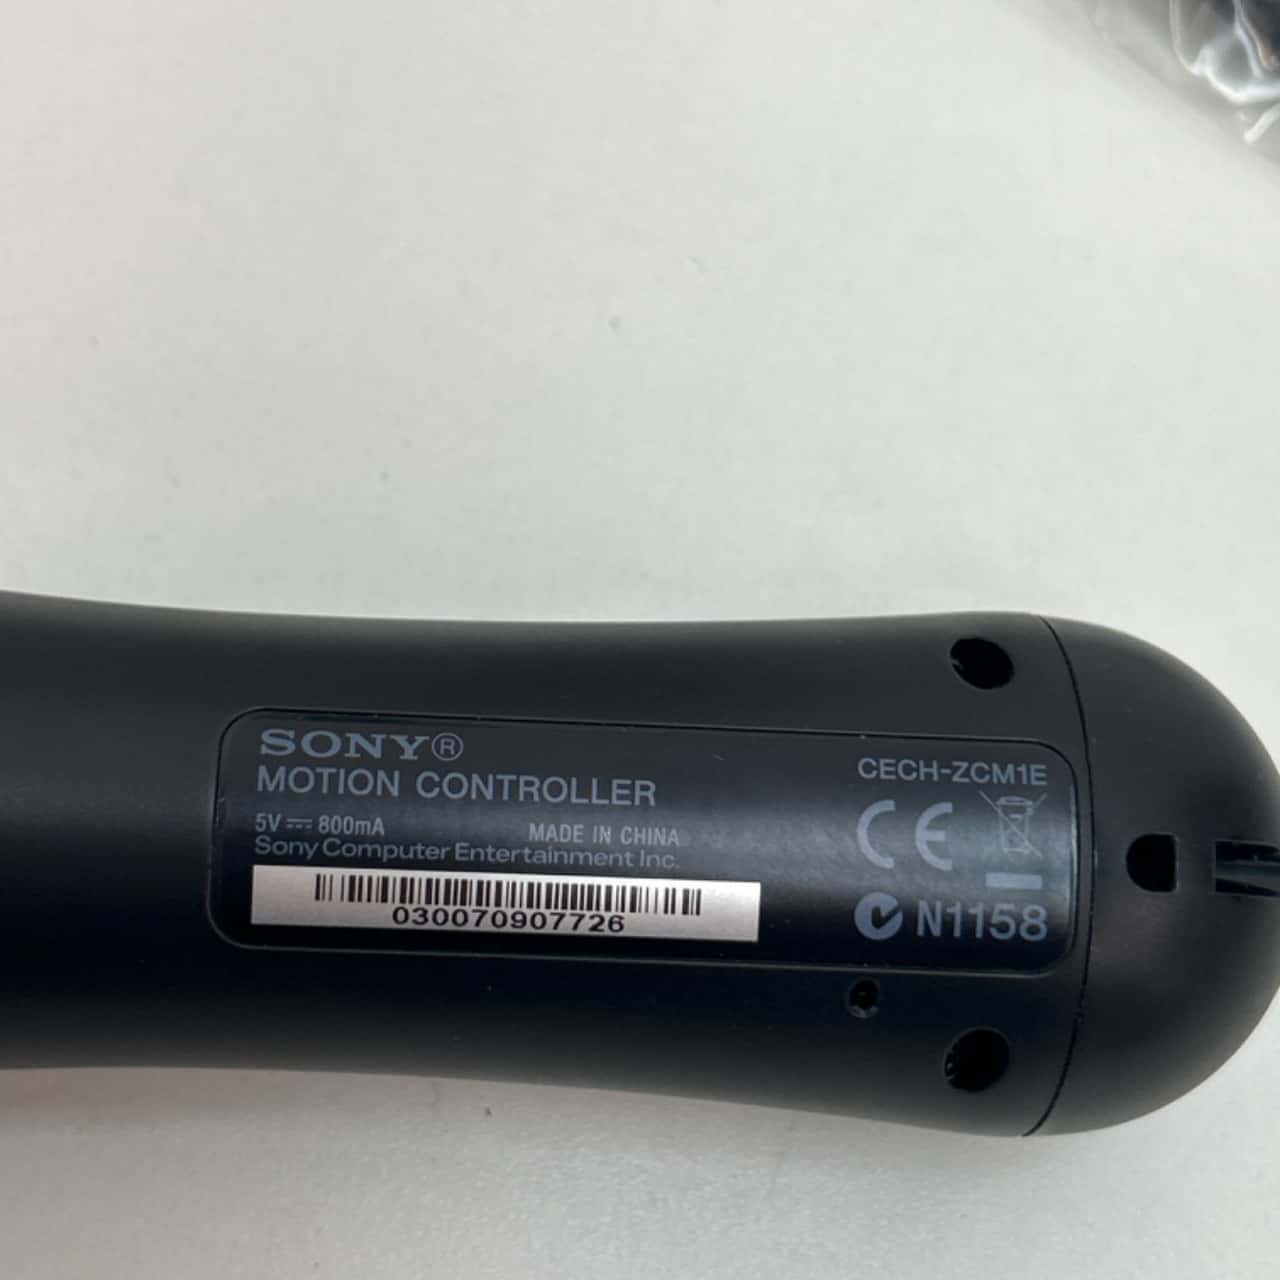 SONY®
MOTION CONTROLLER
CECH-ZCM1E
5V ⎓ 800mA MADE IN CHINA
Sony Computer Entertainment Inc.
CE
030070907726
N1158